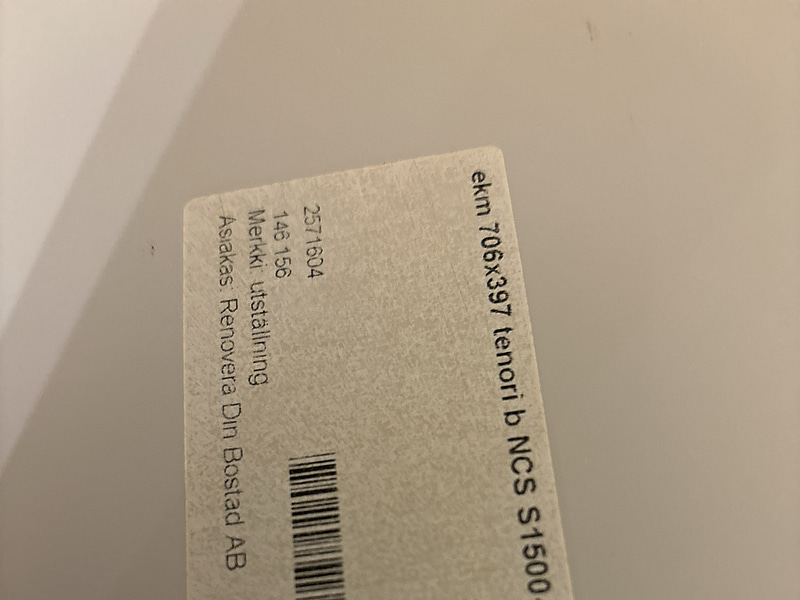 ekm 706x397 tenori b NCS S1500-
2571604
146 156
Merkki: utställning
Asiakas: Renovera Din Bostad AB